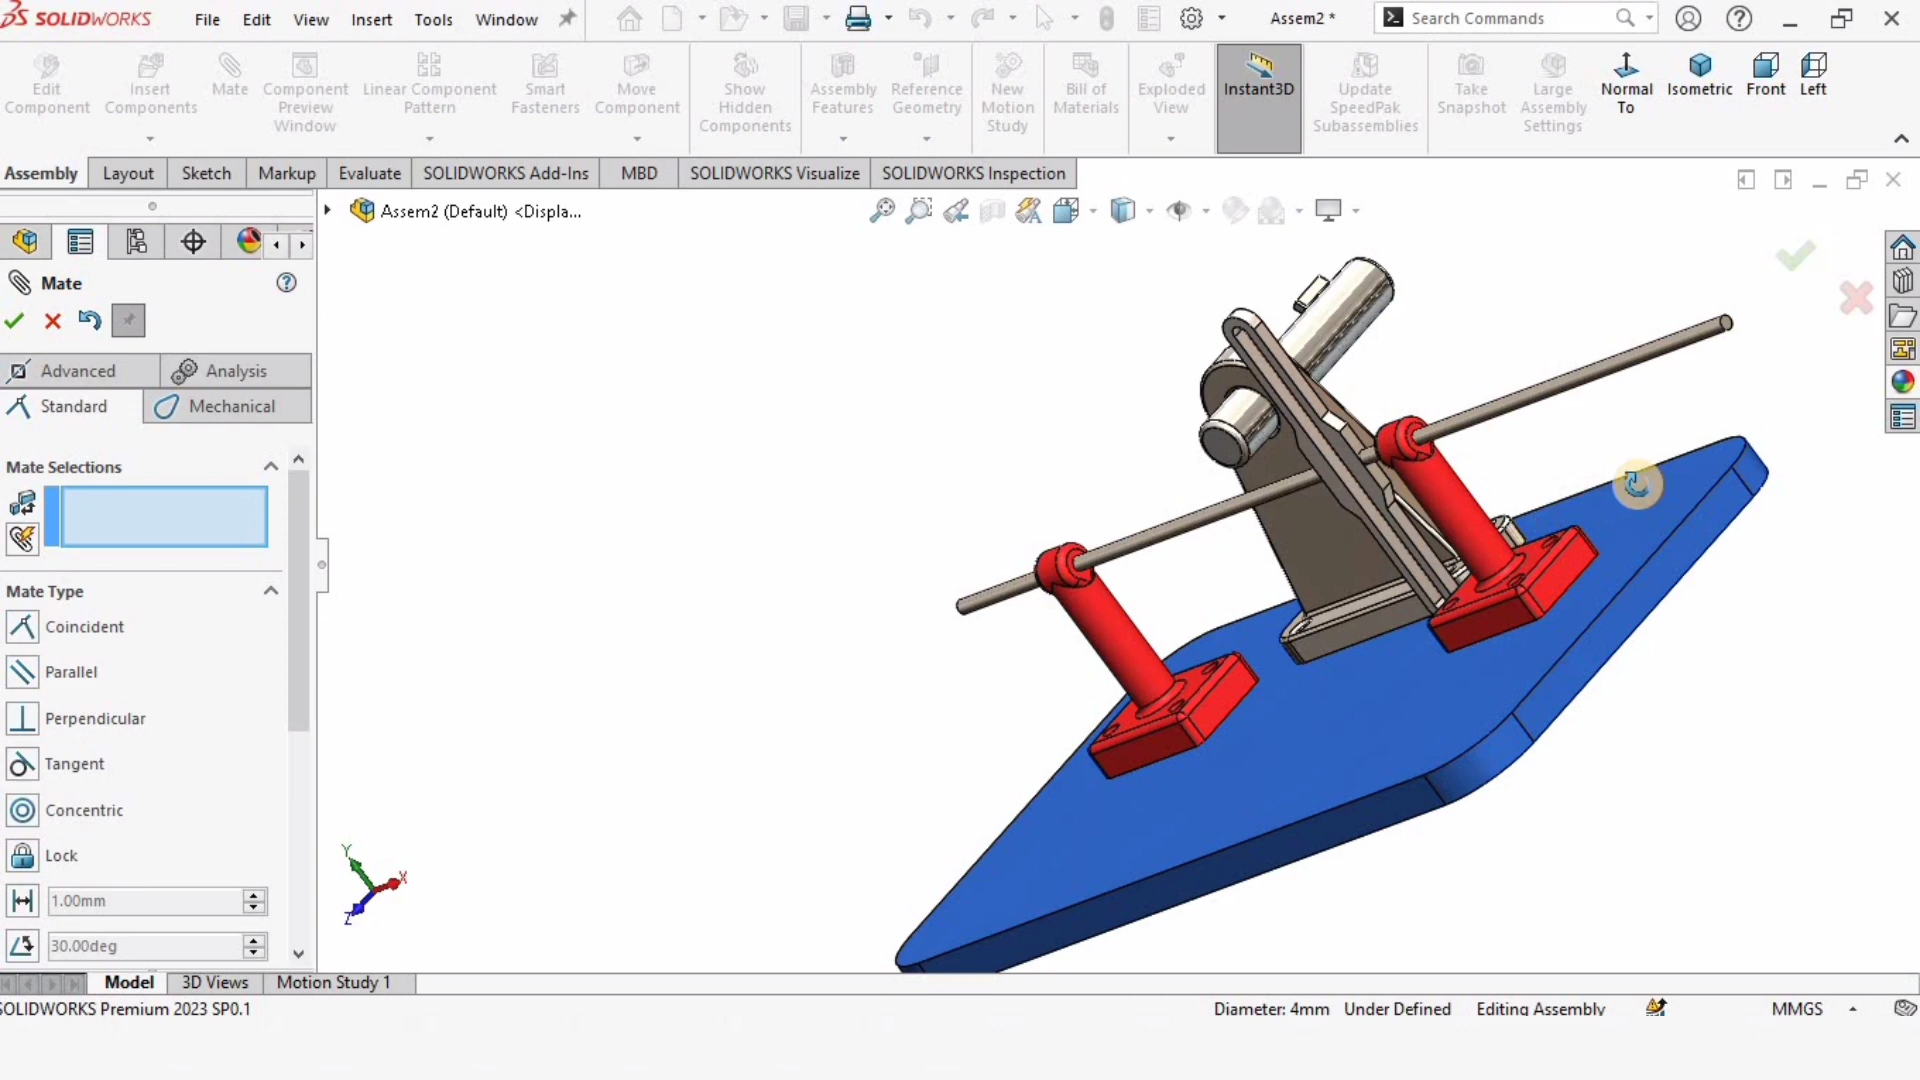 SOLIDWORKS File Edit View Insert Tools Window Assem2 * Search Commands
Edit Component
Insert Components
Mate
Component Preview Window
Linear Component Pattern
Smart Fasteners
Move Component
Show Hidden Components
Assembly Features
Reference Geometry
New Motion Study
Bill of Materials
Exploded View
Instant3D
Update SpeedPak Subassemblies
Take Snapshot
Large Assembly Settings
Normal To
Isometric
Front
Left
Assembly Layout Sketch Markup Evaluate SOLIDWORKS Add-Ins MBD SOLIDWORKS Visualize SOLIDWORKS Inspection
Assem2 (Default) <Displa...
Mate
Advanced Analysis
Standard Mechanical
Mate Selections
Mate Type
Coincident
Parallel
Perpendicular
Tangent
Concentric
Lock
1.00mm
30.00deg
Y
X
Z
Model 3D Views Motion Study 1
SOLIDWORKS Premium 2023 SP0.1 Diameter: 4mm Under Defined Editing Assembly MMGS